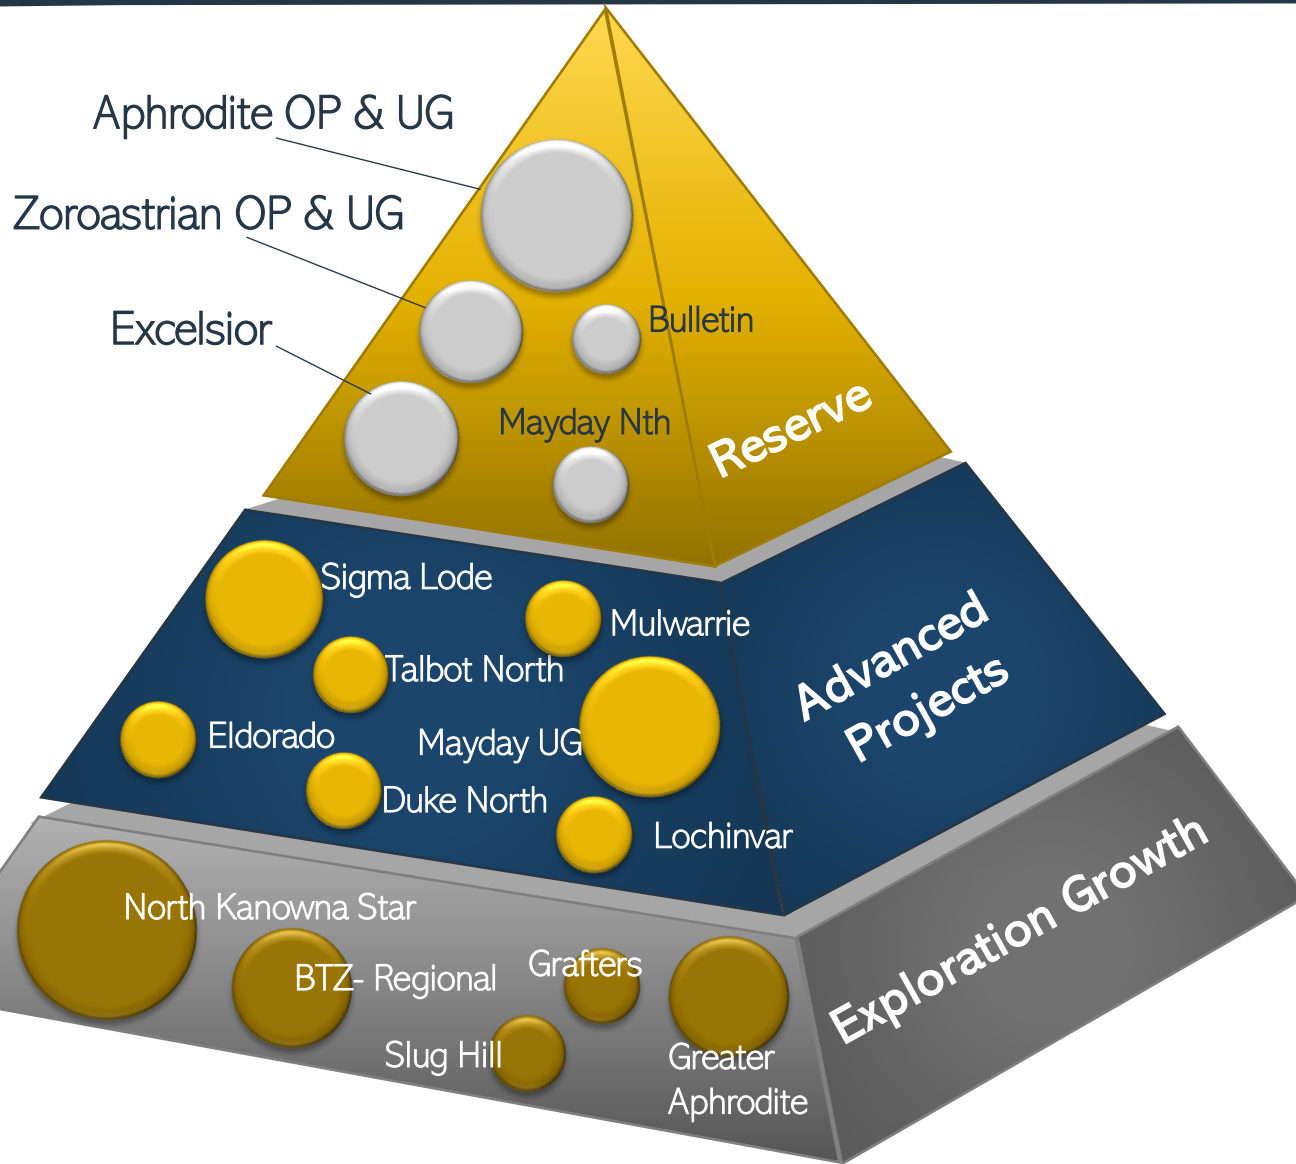 Aphrodite OP & UG
Zoroastrian OP & UG
Excelsior
Bulletin
Mayday Nth
Reserve
Sigma Lode
Mulwarrie
Talbot North
Eldorado
Mayday UG
Duke North
Lochinvar
Advanced
Projects
North Kanowna Star
BTZ- Regional
Grafters
Slug Hill
Greater
Aphrodite
Exploration Growth